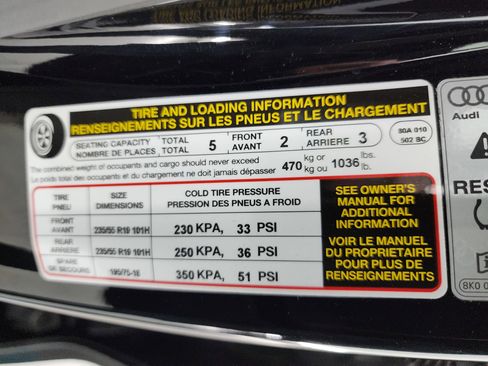 TIRE AND LOADING INFORMATION
RENSEIGNEMENTS SUR LES PNEUS ET LE CHARGEMENT
SEATING CAPACITY TOTAL 5 FRONT 2 REAR 3
NOMBRE DE PLACES TOTAL AVANT ARRIÈRE
80A 010
502 BC
The combined weight of occupants and cargo should never exceed 470 kg or 1036 lbs.
Le poids total des occupants et du chargement ne doit jamais dépasser kg ou lb.
TIRE SIZE COLD TIRE PRESSURE
PNEU DIMENSIONS PRESSION DES PNEUS A FROID
FRONT
AVANT 235/55 R19 101H 230 KPA, 33 PSI
REAR
ARRIERE 235/55 R19 101H 250 KPA, 36 PSI
SPARE
DE SECOURS 195/75-18 350 KPA, 51 PSI
SEE OWNER'S
MANUAL FOR
ADDITIONAL
INFORMATION
VOIR LE MANUEL
DU PROPRIETAIRE
POUR PLUS DE
RENSEIGNEMENTS
Audi
RES
8K0 0